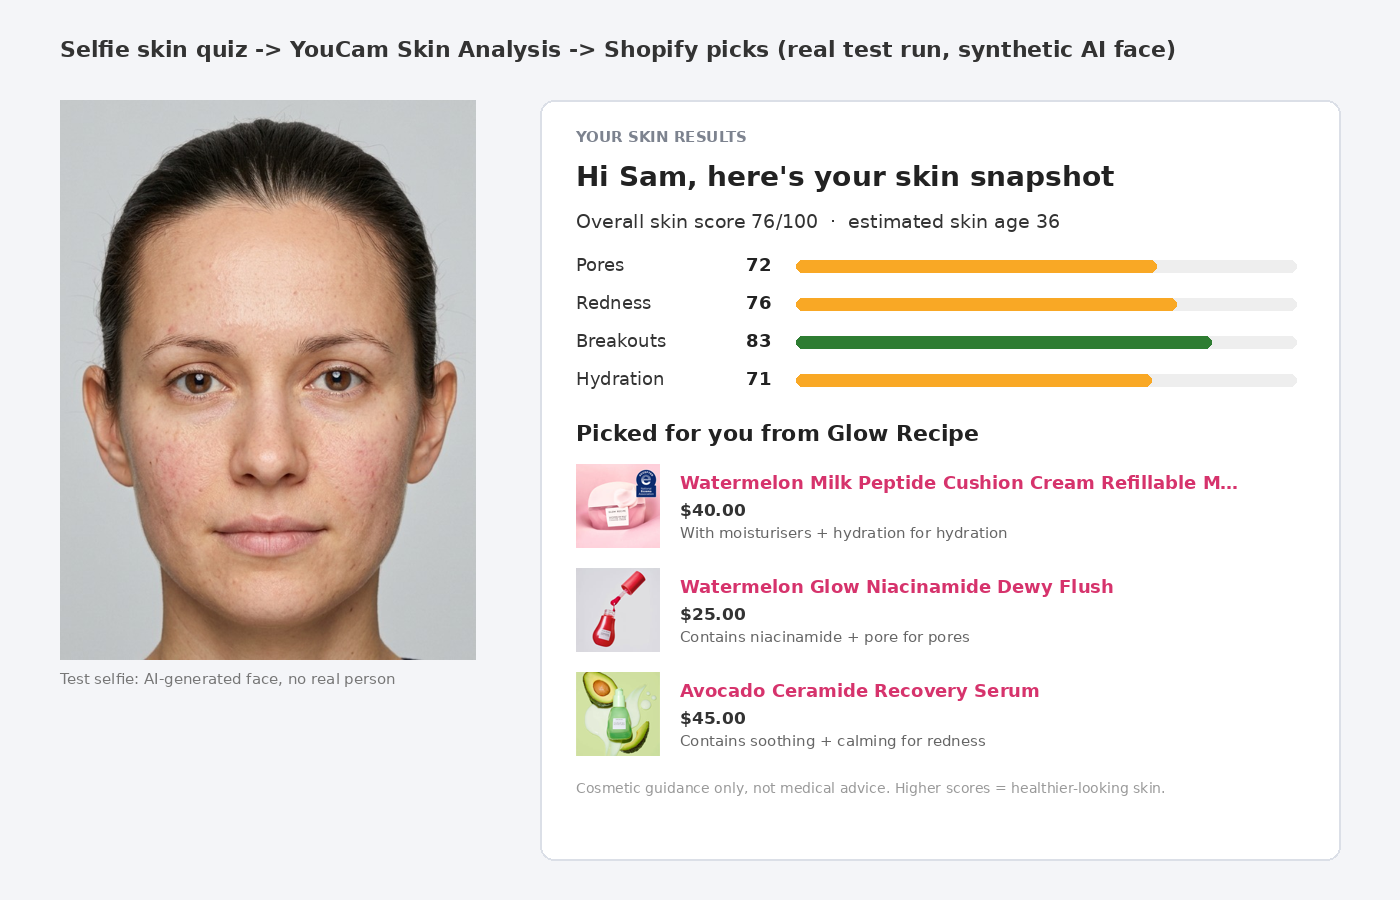 Selfie skin quiz -> YouCam Skin Analysis -> Shopify picks (real test run, synthetic AI face)
Test selfie: AI-generated face, no real person
YOUR SKIN RESULTS
Hi Sam, here's your skin snapshot
Overall skin score 76/100 · estimated skin age 36
Pores 72
Redness 76
Breakouts 83
Hydration 71
Picked for you from Glow Recipe
Watermelon Milk Peptide Cushion Cream Refillable M...
$40.00
With moisturisers + hydration for hydration
Watermelon Glow Niacinamide Dewy Flush
$25.00
Contains niacinamide + pore for pores
Avocado Ceramide Recovery Serum
$45.00
Contains soothing + calming for redness
Cosmetic guidance only, not medical advice. Higher scores = healthier-looking skin.